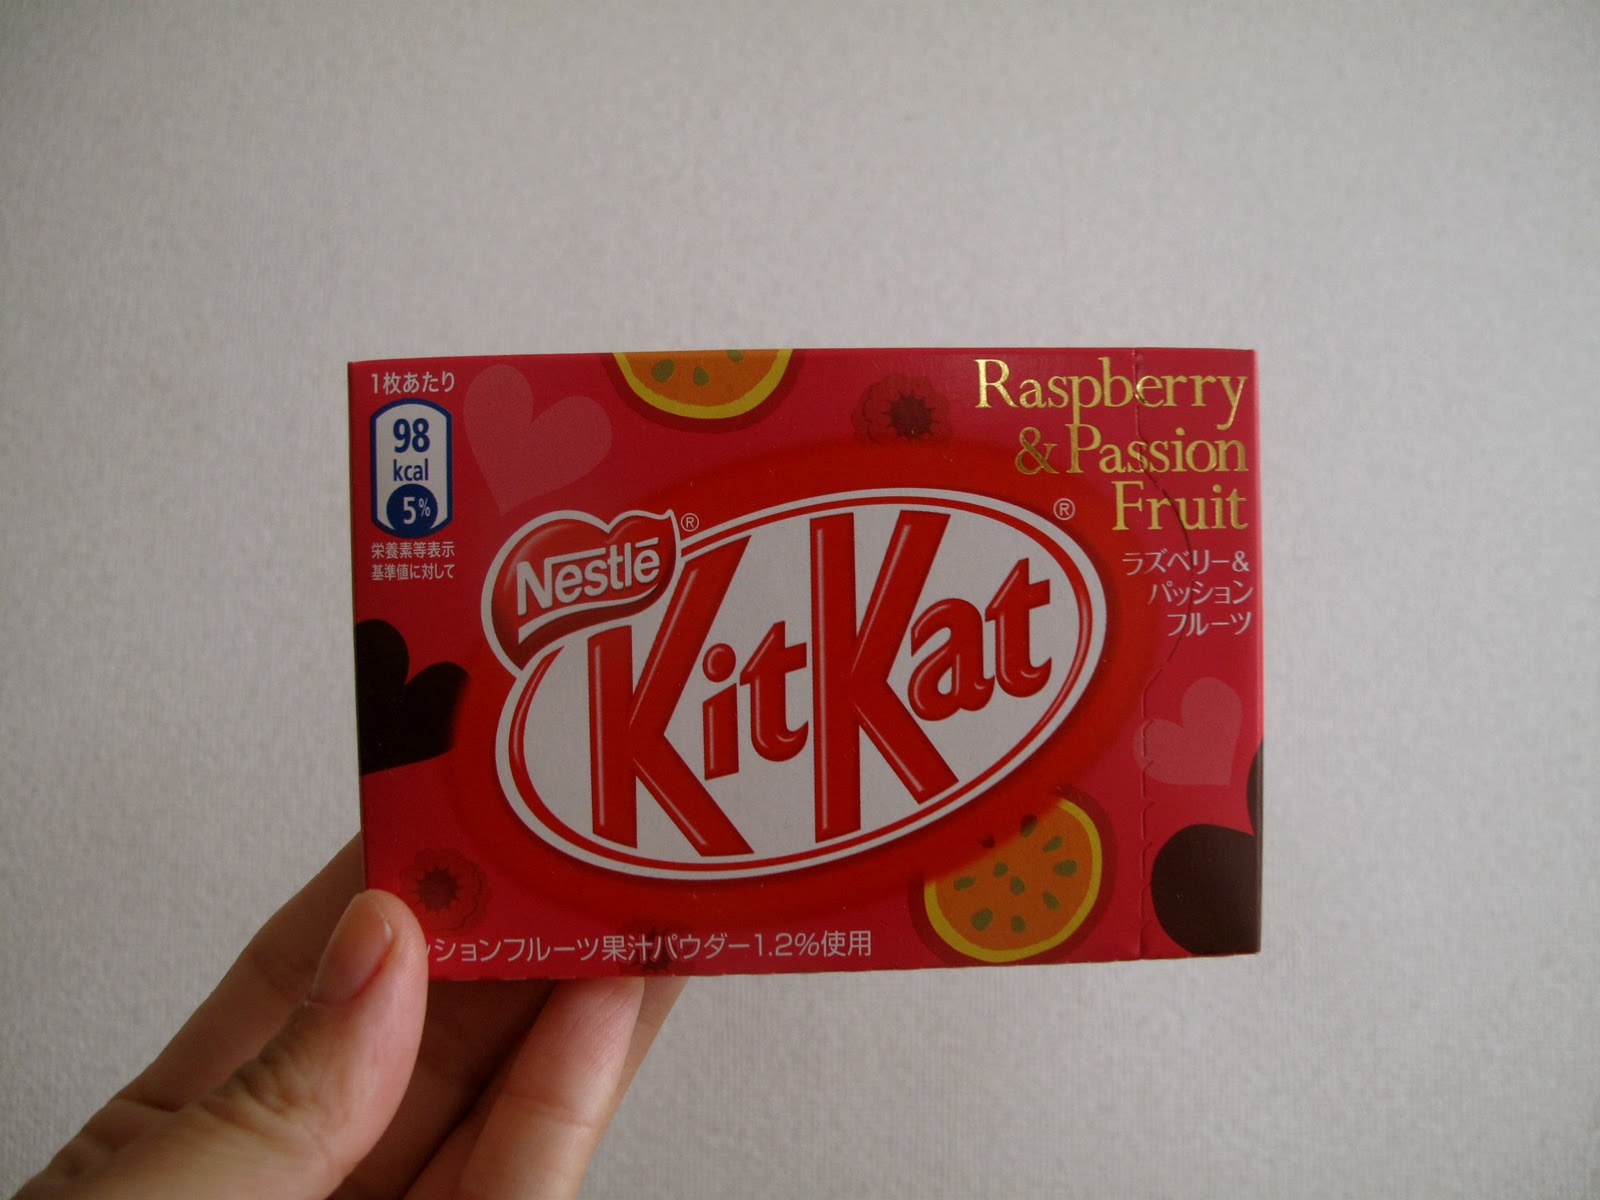 1枚あたり
98
kcal
5%
栄養素等表示
基準値に対して
Raspberry
& Passion
Fruit
ラズベリー&
パッション
フルーツ
Nestlé®
KitKat®
ッションフルーツ果汁パウダー1.2%使用